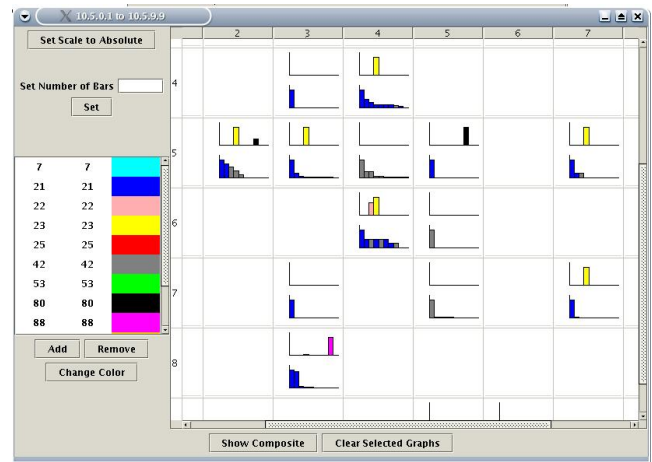 10.5.0.1 to 10.5.9.9
Set Scale to Absolute
Set Number of Bars
Set
2 3 4 5 6 7
4
5
6
7
8
7 7
21 21
22 22
23 23
25 25
42 42
53 53
80 80
88 88
Add Remove
Change Color
Show Composite Clear Selected Graphs